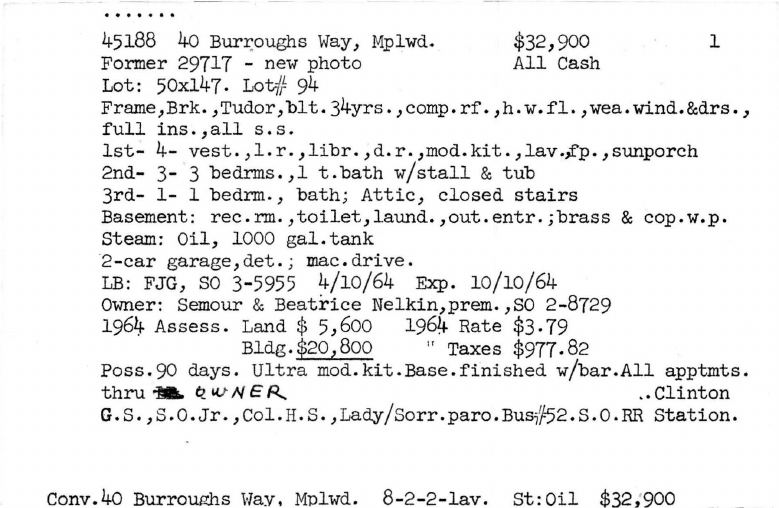 .......
45188 40 Burroughs Way, Mplwd. $32,900 1
Former 29717 - new photo All Cash
Lot: 50x147. Lot# 94
Frame,Brk.,Tudor,blt.34yrs.,comp.rf.,h.w.fl.,wea.wind.&drs.,
full ins.,all s.s.
1st- 4- vest.,l.r.,libr.,d.r.,mod.kit.,lav.,fp.,sunporch
2nd- 3- 3 bedrms.,1 t.bath w/stall & tub
3rd- 1- 1 bedrm., bath; Attic, closed stairs
Basement: rec.rm.,toilet,laund.,out.entr.;brass & cop.w.p.
Steam: Oil, 1000 gal.tank
2-car garage,det.; mac.drive.
LB: FJG, SO 3-5955 4/10/64 Exp. 10/10/64
Owner: Semour & Beatrice Nelkin,prem.,SO 2-8729
1964 Assess. Land $ 5,600 1964 Rate $3.79
Bldg.$20,800 " Taxes $977.82
Poss.90 days. Ultra mod.kit.Base.finished w/bar.All apptmts.
thru OWNER ..Clinton
G.S.,S.O.Jr.,Col.H.S.,Lady/Sorr.paro.Bus#52.S.O.RR Station.
Conv.40 Burroughs Way, Mplwd. 8-2-2-lav. St:Oil $32,900